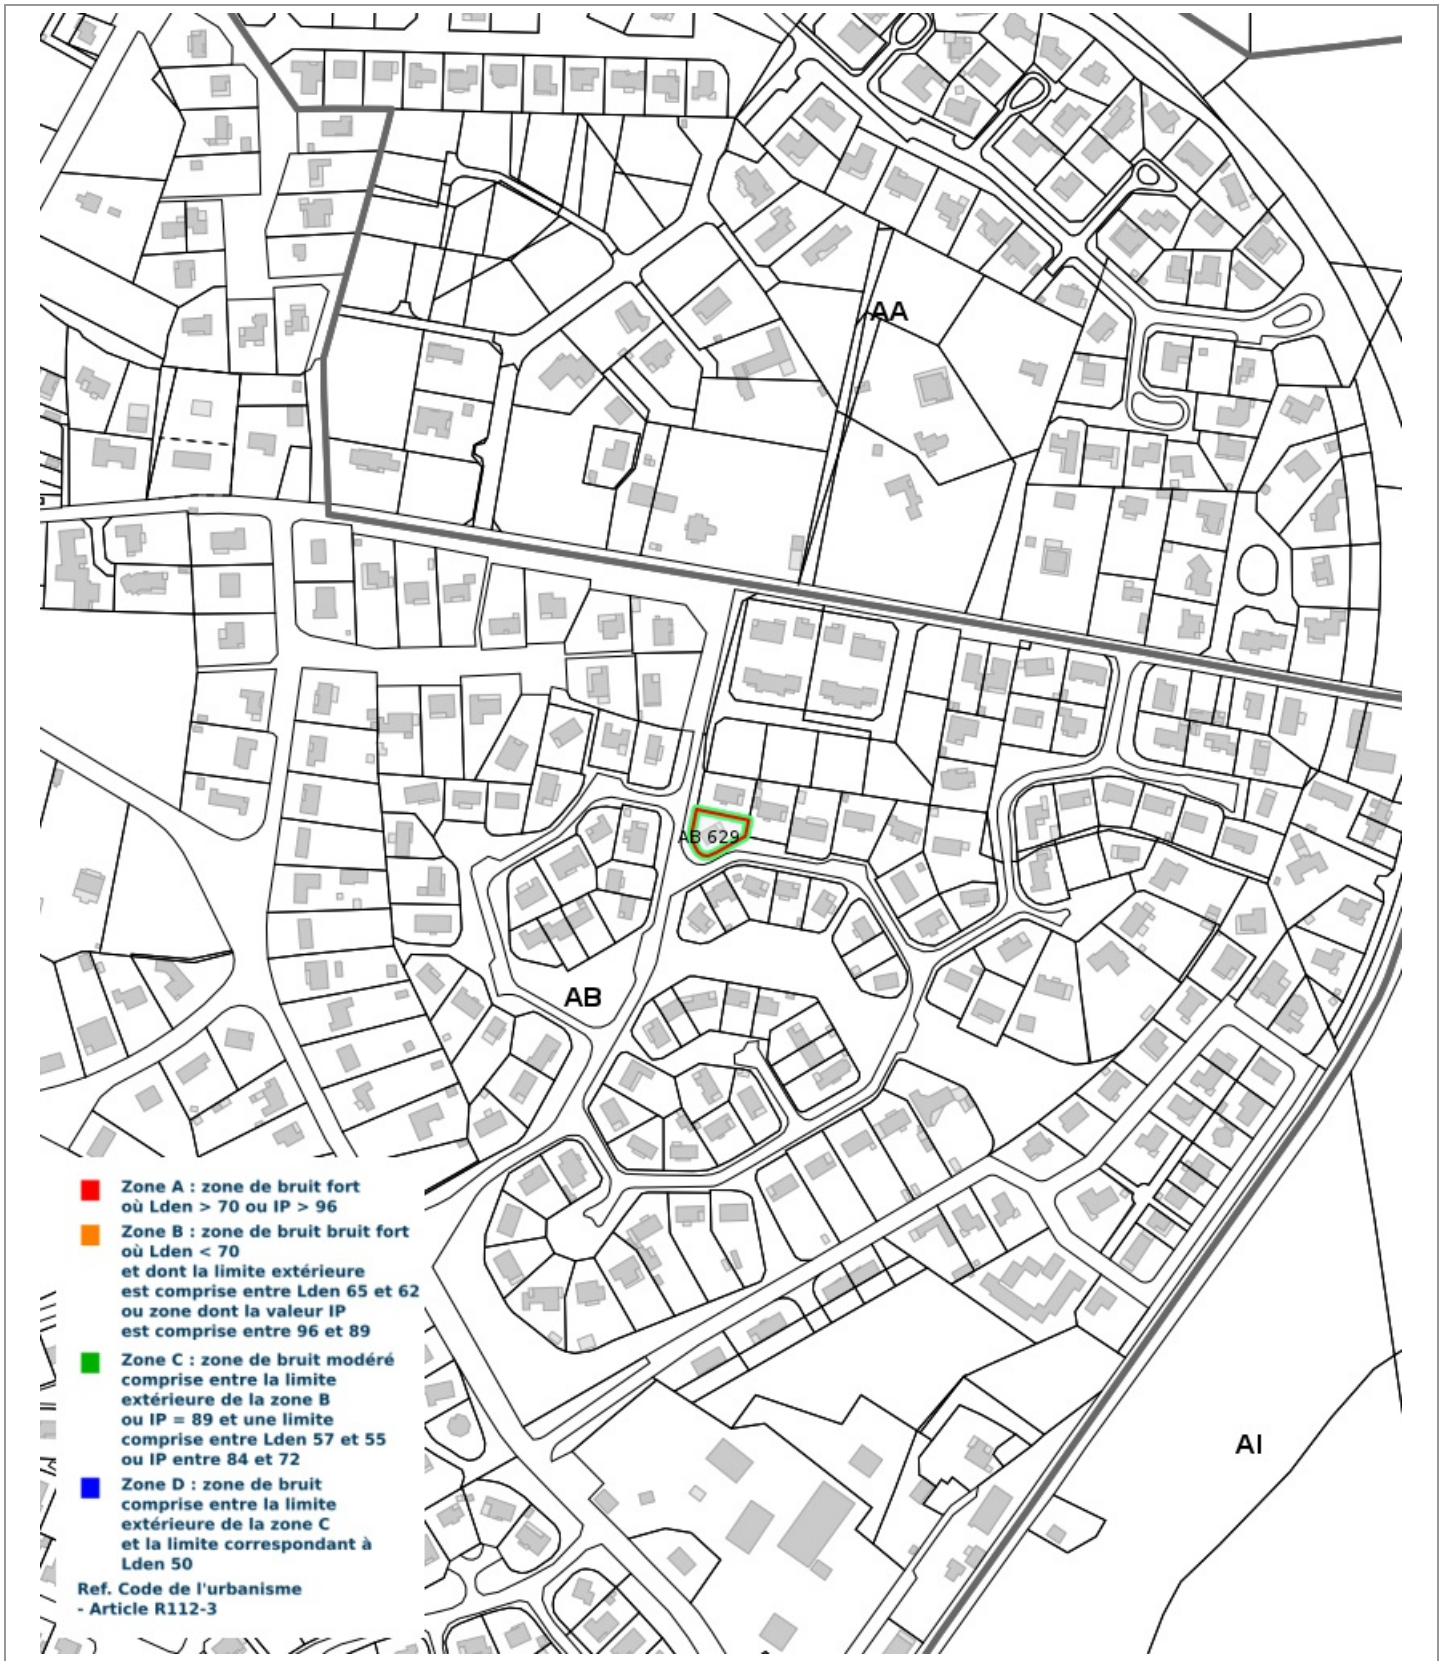 AA
AB 629
AB
Zone A : zone de bruit fort
où Lden > 70 ou IP > 96
Zone B : zone de bruit bruit fort
où Lden < 70
et dont la limite extérieure
est comprise entre Lden 65 et 62
ou zone dont la valeur IP
est comprise entre 96 et 89
Zone C : zone de bruit modéré
comprise entre la limite
extérieure de la zone B
ou IP = 89 et une limite
comprise entre Lden 57 et 55
ou IP entre 84 et 72
AI
Zone D : zone de bruit
comprise entre la limite
extérieure de la zone C
et la limite correspondant à
Lden 50
Ref. Code de l'urbanisme
- Article R112-3